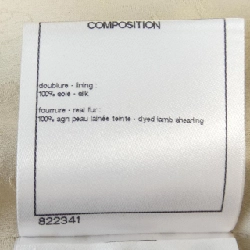 COMPOSITION
doublure - lining :
100% soie - silk
fourrure - real fur :
100% agn peau lainée teinte - dyed lamb shearling
822341